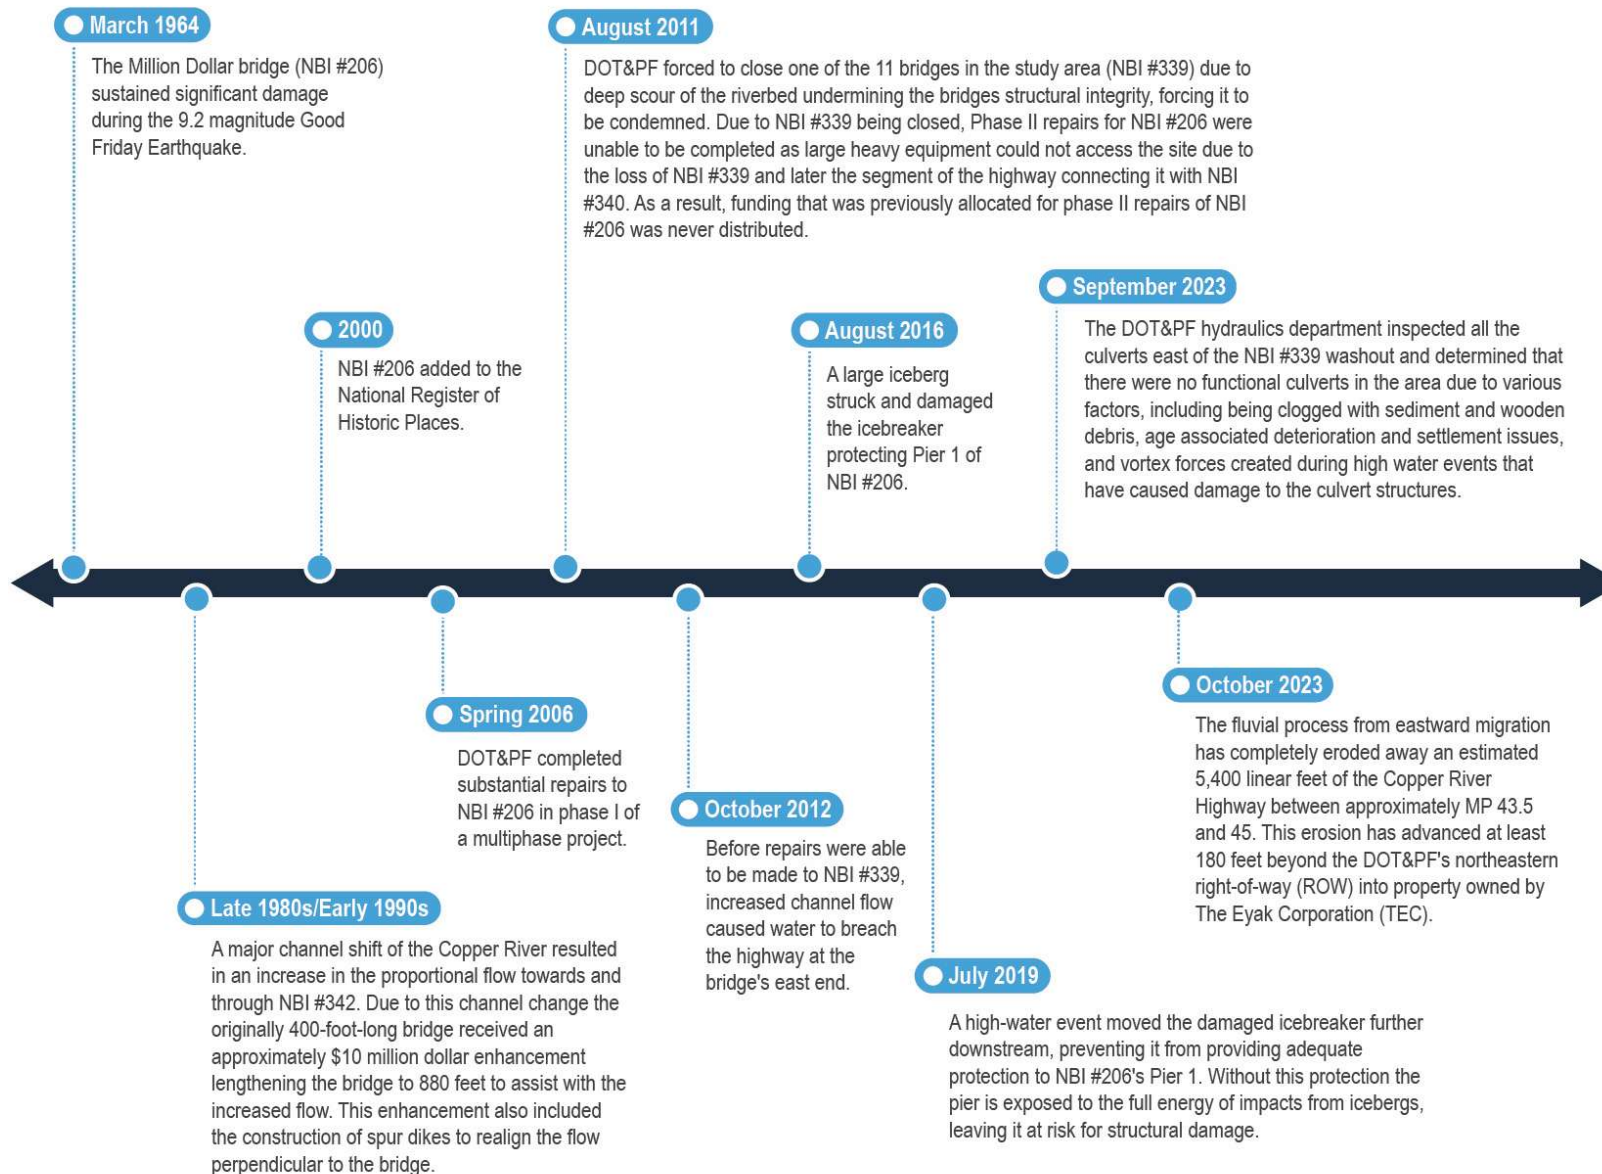 March 1964
The Million Dollar bridge (NBI #206)
sustained significant damage
during the 9.2 magnitude Good
Friday Earthquake.
August 2011
DOT&PF forced to close one of the 11 bridges in the study area (NBI #339) due to
deep scour of the riverbed undermining the bridges structural integrity, forcing it to
be condemned. Due to NBI #339 being closed, Phase II repairs for NBI #206 were
unable to be completed as large heavy equipment could not access the site due to
the loss of NBI #339 and later the segment of the highway connecting it with NBI
#340. As a result, funding that was previously allocated for phase II repairs of NBI
#206 was never distributed.
2000
NBI #206 added to the
National Register of
Historic Places.
August 2016
A large iceberg
struck and damaged
the icebreaker
protecting Pier 1 of
NBI #206.
September 2023
The DOT&PF hydraulics department inspected all the
culverts east of the NBI #339 washout and determined that
there were no functional culverts in the area due to various
factors, including being clogged with sediment and wooden
debris, age associated deterioration and settlement issues,
and vortex forces created during high water events that
have caused damage to the culvert structures.
Late 1980s/Early 1990s
A major channel shift of the Copper River resulted
in an increase in the proportional flow towards and
through NBI #342. Due to this channel change the
originally 400-foot-long bridge received an
approximately $10 million dollar enhancement
lengthening the bridge to 880 feet to assist with the
increased flow. This enhancement also included
the construction of spur dikes to realign the flow
perpendicular to the bridge.
Spring 2006
DOT&PF completed
substantial repairs to
NBI #206 in phase I of
a multiphase project.
October 2012
Before repairs were able
to be made to NBI #339,
increased channel flow
caused water to breach
the highway at the
bridge's east end.
July 2019
A high-water event moved the damaged icebreaker further
downstream, preventing it from providing adequate
protection to NBI #206's Pier 1. Without this protection the
pier is exposed to the full energy of impacts from icebergs,
leaving it at risk for structural damage.
October 2023
The fluvial process from eastward migration
has completely eroded away an estimated
5,400 linear feet of the Copper River
Highway between approximately MP 43.5
and 45. This erosion has advanced at least
180 feet beyond the DOT&PF's northeastern
right-of-way (ROW) into property owned by
The Eyak Corporation (TEC).